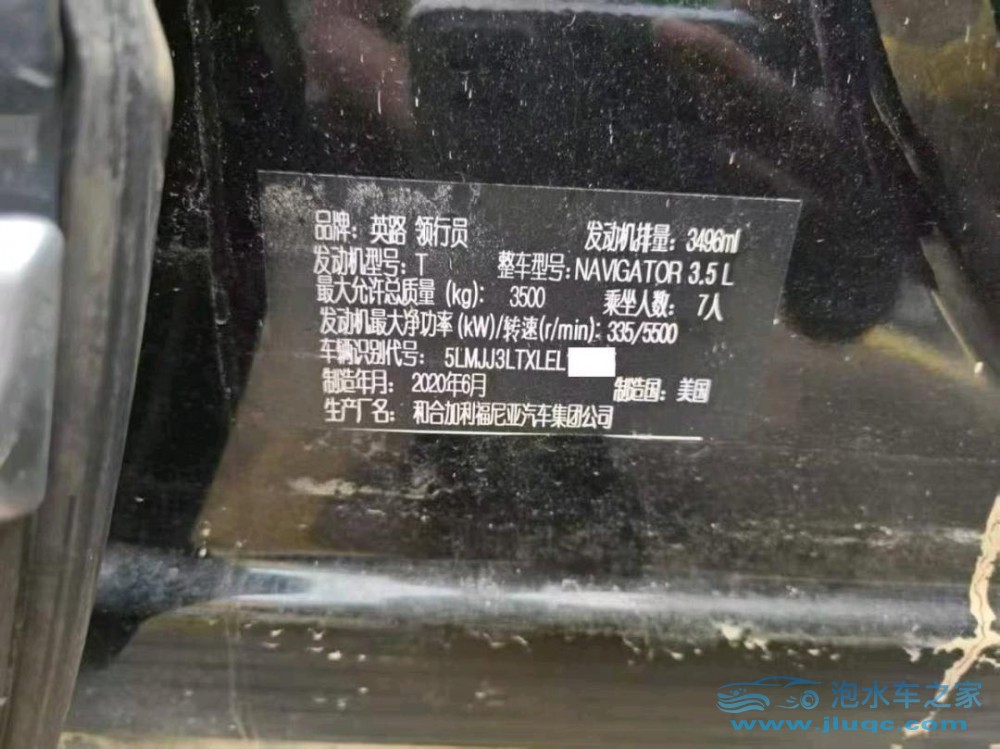 品牌：英路 领行员 发动机排量：3496ml
发动机型号：T 整车型号：NAVIGATOR 3.5 L
最大允许总质量 (kg)： 3500 乘坐人数： 7人
发动机最大净功率 (kW)/转速(r/min)：335/5500
车辆识别代号： 5LMJJ3LTXLEL
制造年月： 2020年6月 制造国：美国
生产厂名： 和合加利福尼亚汽车集团公司
泡水车之家
www.jluqc.com